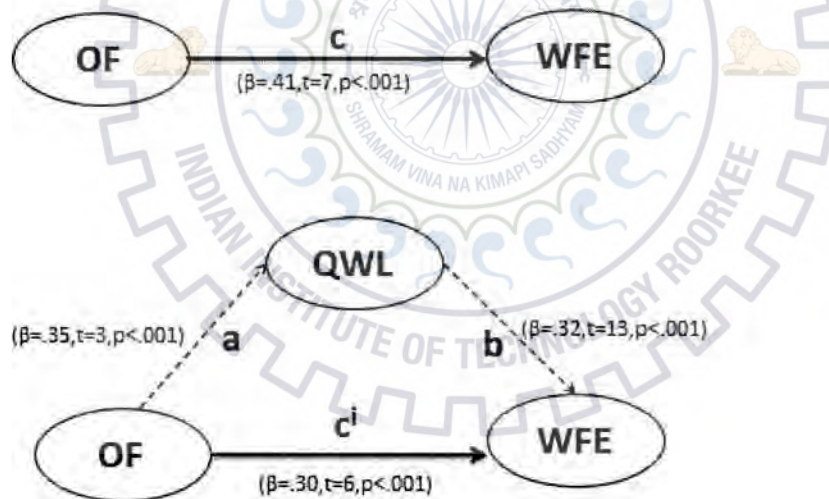 OF
c
WFE
(β=.41,t=7,p<.001)
SHRAMAM VINA NA KIMAPI SADHYAM
INDIAN INSTITUTE OF TECHNOLOGY ROORKEE
QWL
(β=.35,t=3,p<.001)
a
b
(β=.32,t=13,p<.001)
OF
cⁱ
WFE
(β=.30,t=6,p<.001)